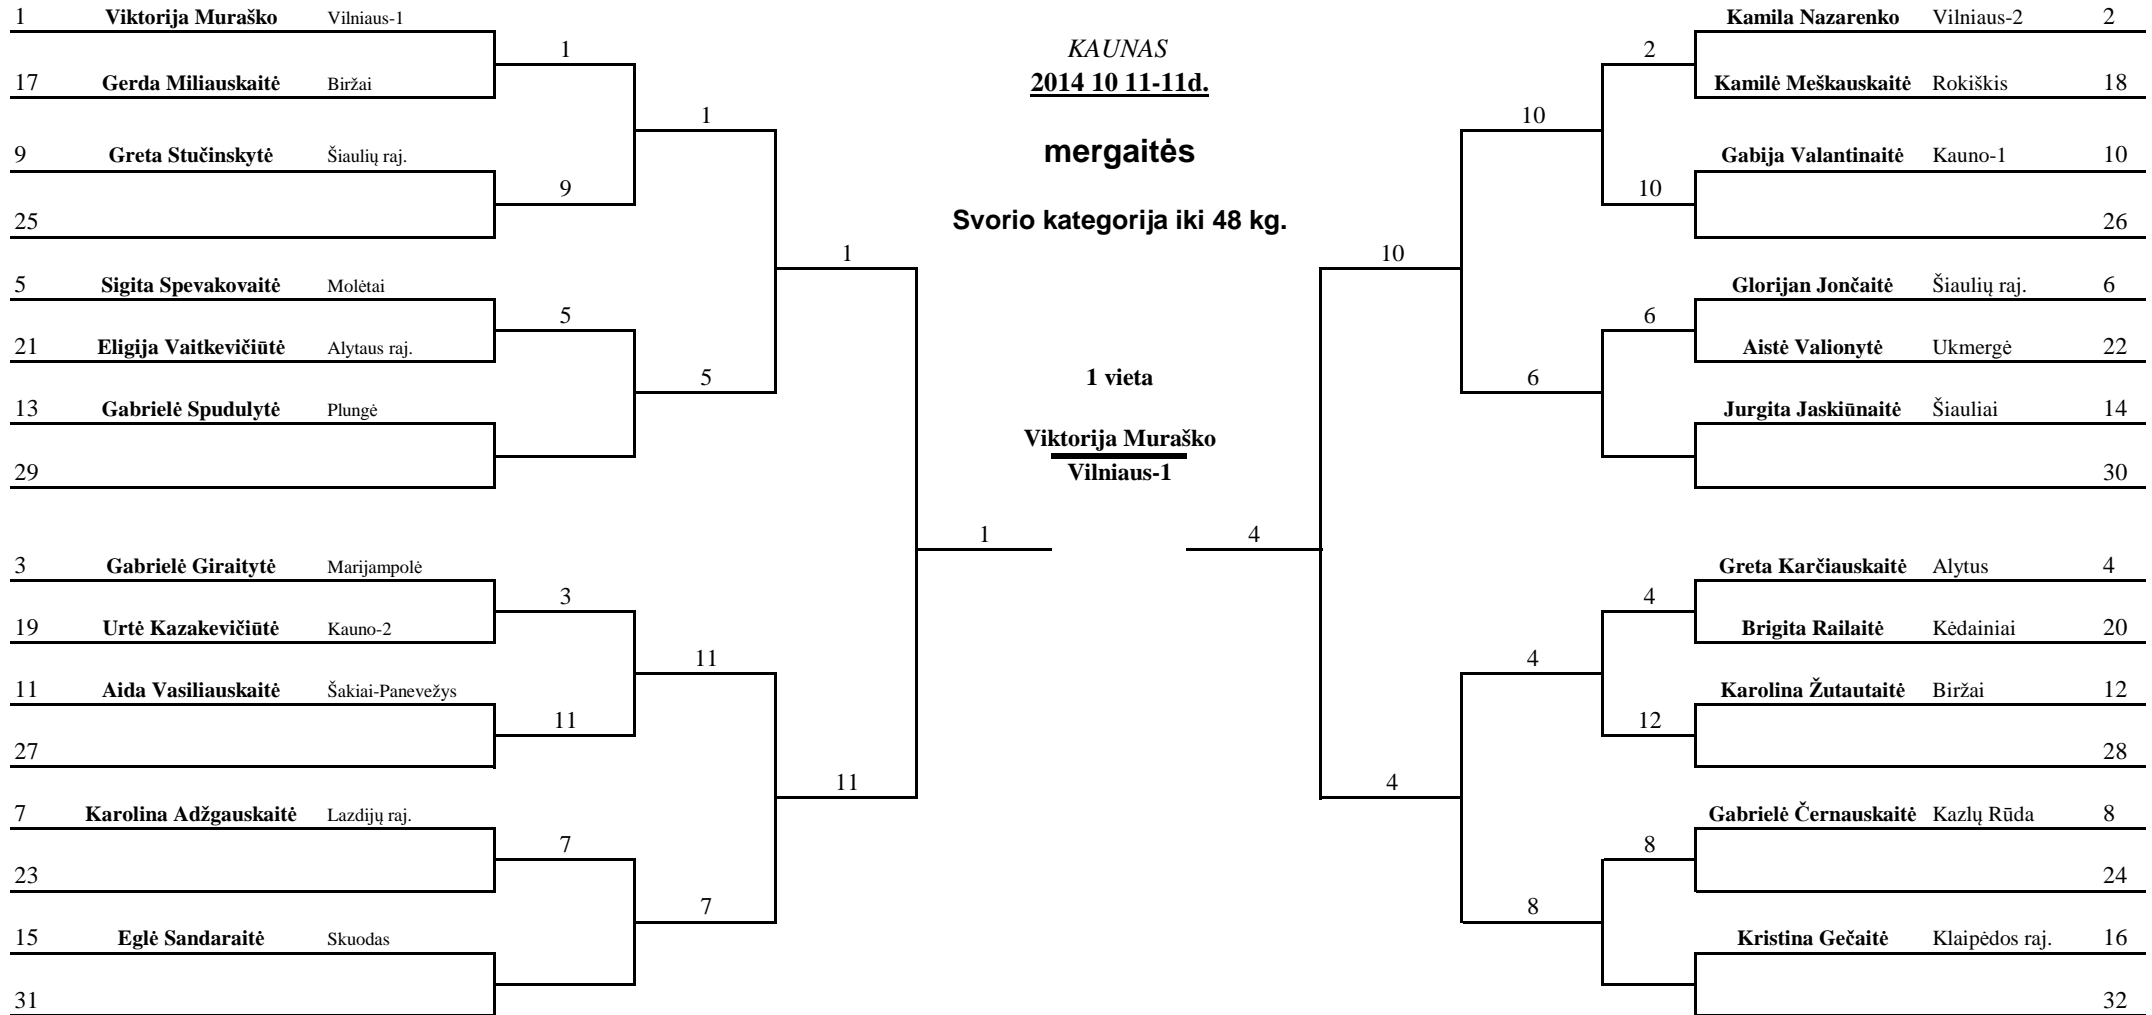 1 Viktorija Muraško Vilniaus-1
1
17 Gerda Miliauskaitė Biržai
1
9 Greta Stučinskytė Šiaulių raj.
9
25
1
5 Sigita Spevakovaitė Molėtai
5
21 Eligija Vaitkevičiūtė Alytaus raj.
5
13 Gabrielė Spudulytė Plungė
29
1
3 Gabrielė Giraitytė Marijampolė
3
19 Urtė Kazakevičiūtė Kauno-2
11
11 Aida Vasiliauskaitė Šakiai-Panevežys
11
27
11
7 Karolina Adžgauskaitė Lazdijų raj.
7
23
7
15 Eglė Sandaraitė Skuodas
31
KAUNAS
2014 10 11-11d.
mergaitės
Svorio kategorija iki 48 kg.
1 vieta
Viktorija Muraško
Vilniaus-1
Kamila Nazarenko Vilniaus-2 2
2
Kamilė Meškauskaitė Rokiškis 18
10
Gabija Valantinaitė Kauno-1 10
10
26
10
Glorijan Jončaitė Šiaulių raj. 6
6
Aistė Valionytė Ukmergė 22
6
Jurgita Jaskiūnaitė Šiauliai 14
30
4
Greta Karčiauskaitė Alytus 4
4
Brigita Railaitė Kėdainiai 20
4
Karolina Žutautaitė Biržai 12
12
28
4
Gabrielė Černauskaitė Kazlų Rūda 8
8
24
8
Kristina Gečaitė Klaipėdos raj. 16
32